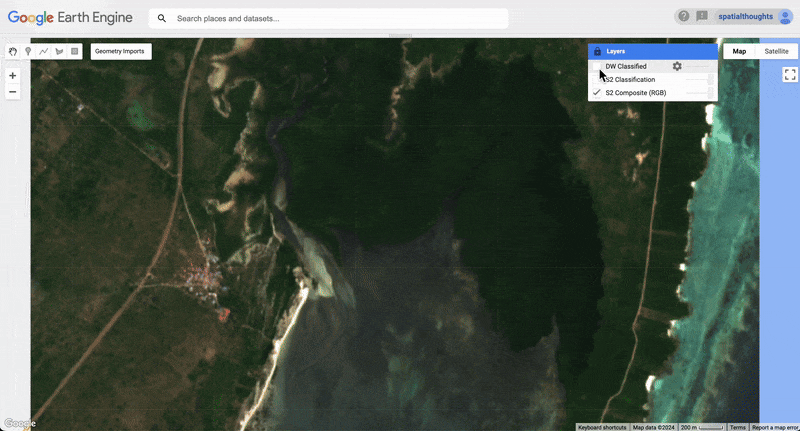 Google Earth Engine
Search places and datasets...
spatialthoughts
Geometry Imports
Layers
DW Classified
S2 Classification
S2 Composite (RGB)
Map
Satellite
+
−
Google
Keyboard shortcuts
Map data ©2024
200 m
Terms
Report a map error